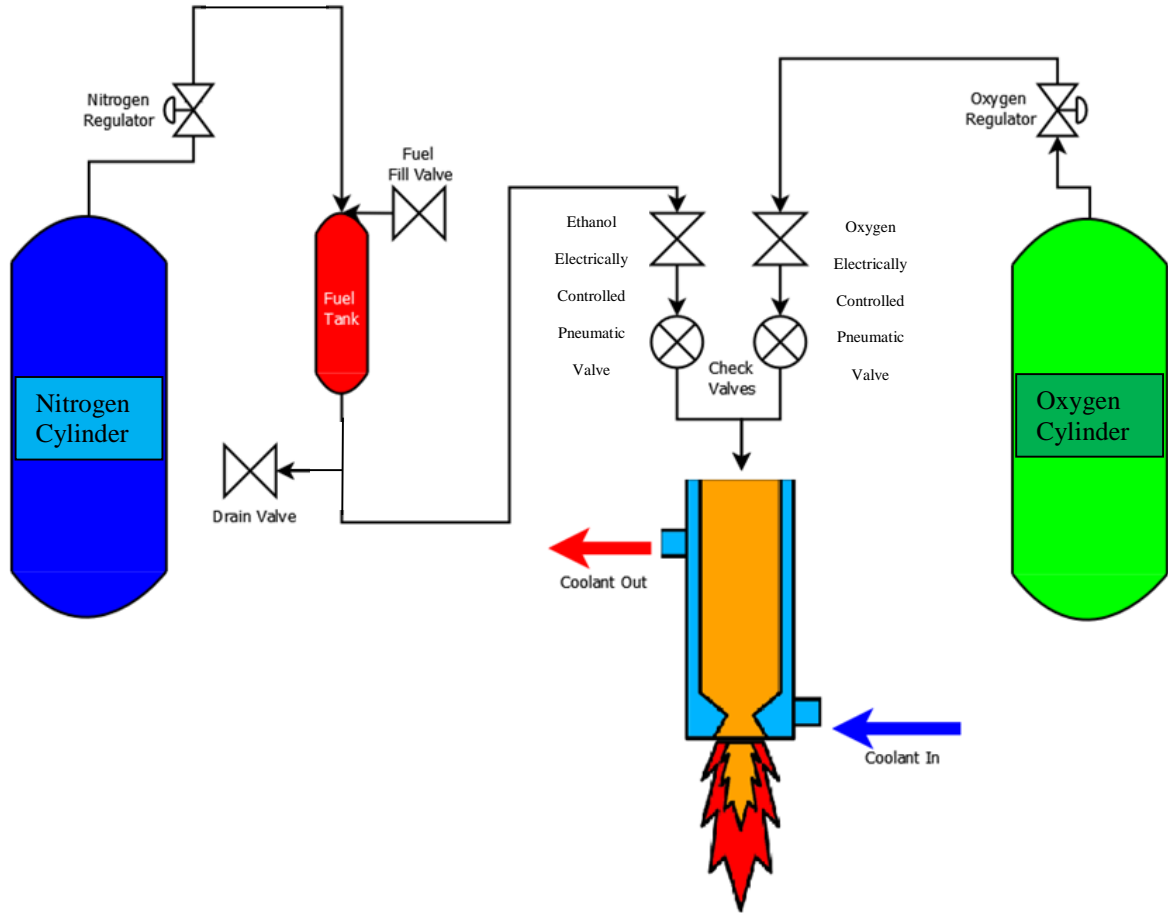 Nitrogen
Regulator
Fuel
Fill Valve
Oxygen
Regulator
Ethanol
Electrically
Controlled
Pneumatic
Valve
Oxygen
Electrically
Controlled
Pneumatic
Valve
Fuel
Tank
Check
Valves
Nitrogen
Cylinder
Oxygen
Cylinder
Drain Valve
Coolant Out
Coolant In